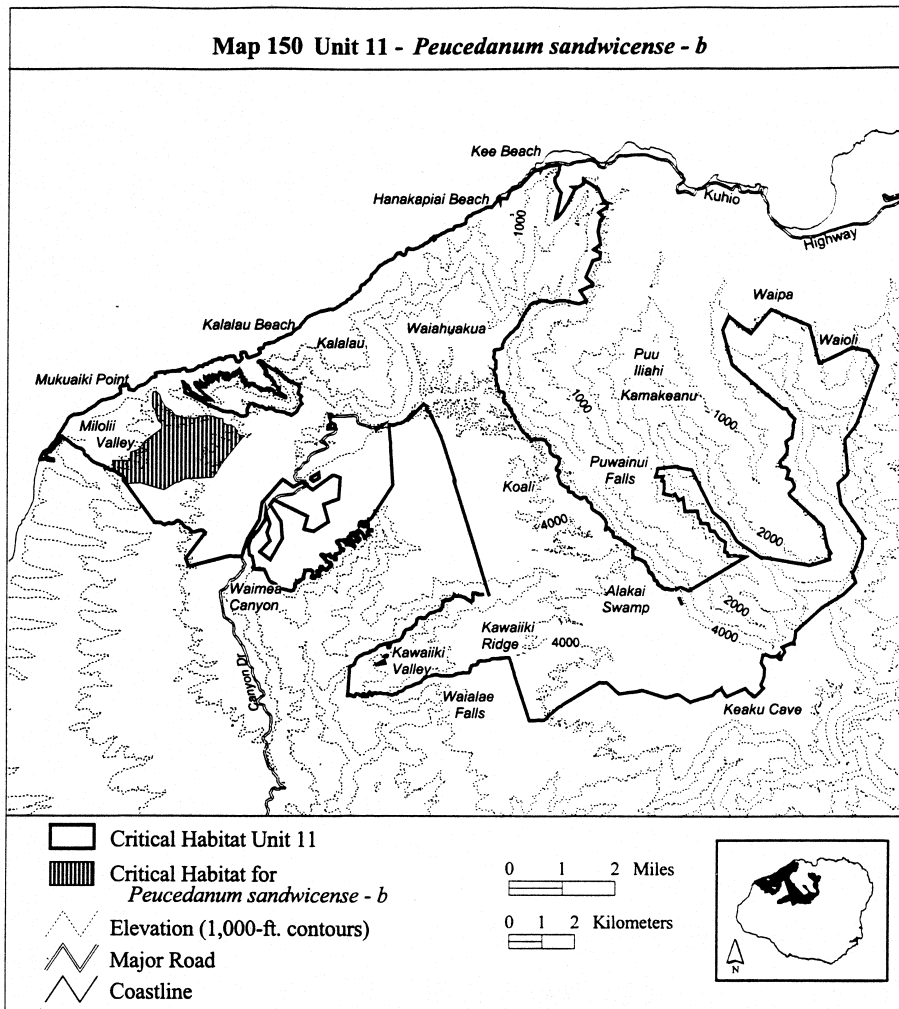 Map 150 Unit 11 - Peucedanum sandwicense - b
Kee Beach
Hanakapiai Beach
Kuhio
Highway
1000
Waipa
Kalalau Beach
Kalalau
Waiahuakua
Waioli
Puu
Iliahi
Mukuaiki Point
Kamakeanu
1000
1000
Milolii
Valley
Puwainui
Falls
Koali
4000
2000
Waimea
Canyon
Alakai
Swamp
2000
4000
Kawaiiki
Ridge
4000
Kawaiiki
Valley
Canyon Dr
Waialae
Falls
Keaku Cave
Critical Habitat Unit 11
Critical Habitat for
Peucedanum sandwicense - b
Elevation (1,000-ft. contours)
Major Road
Coastline
0 1 2 Miles
0 1 2 Kilometers
N